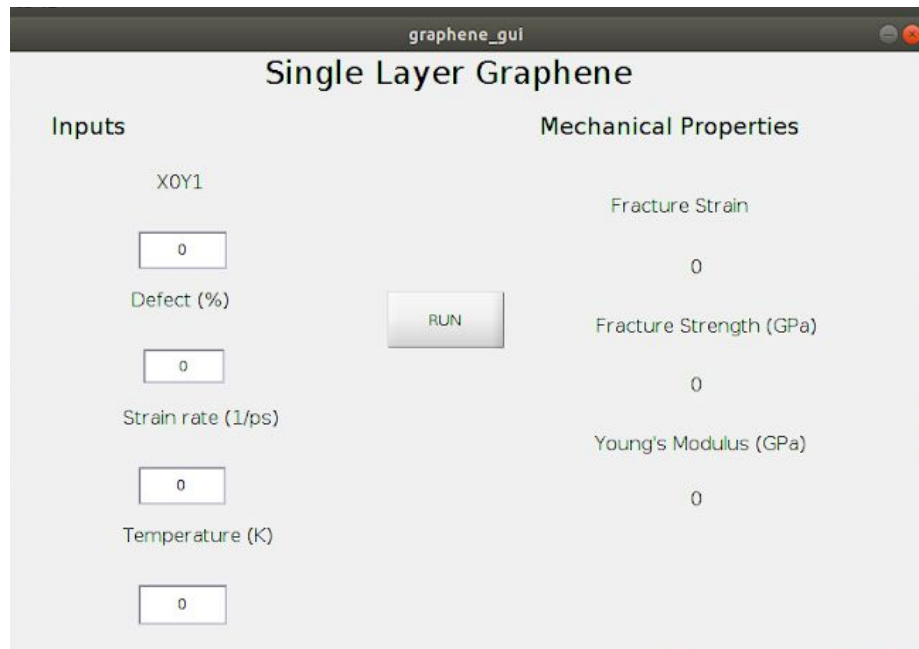 graphene_gui
Single Layer Graphene
Inputs
X0Y1
0
Defect (%)
0
Strain rate (1/ps)
0
Temperature (K)
0
RUN
Mechanical Properties
Fracture Strain
0
Fracture Strength (GPa)
0
Young's Modulus (GPa)
0